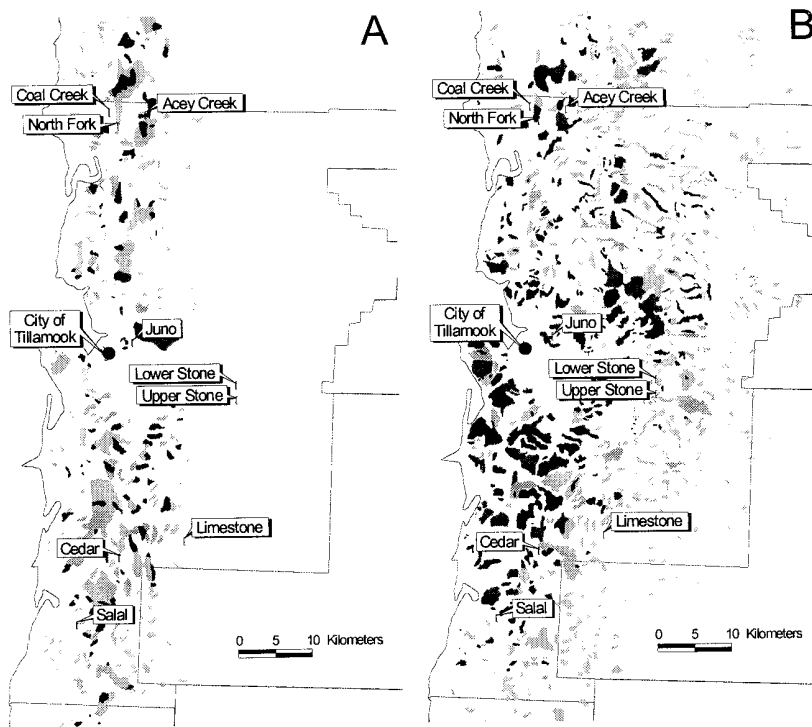 A
Coal Creek
North Fork
Acey Creek
City of
Tillamook
Juno
Lower Stone
Upper Stone
Limestone
Cedar
Salal
0 5 10 Kilometers
B
Coal Creek
North Fork
Acey Creek
City of
Tillamook
Juno
Lower Stone
Upper Stone
Limestone
Cedar
Salal
0 5 10 Kilometers